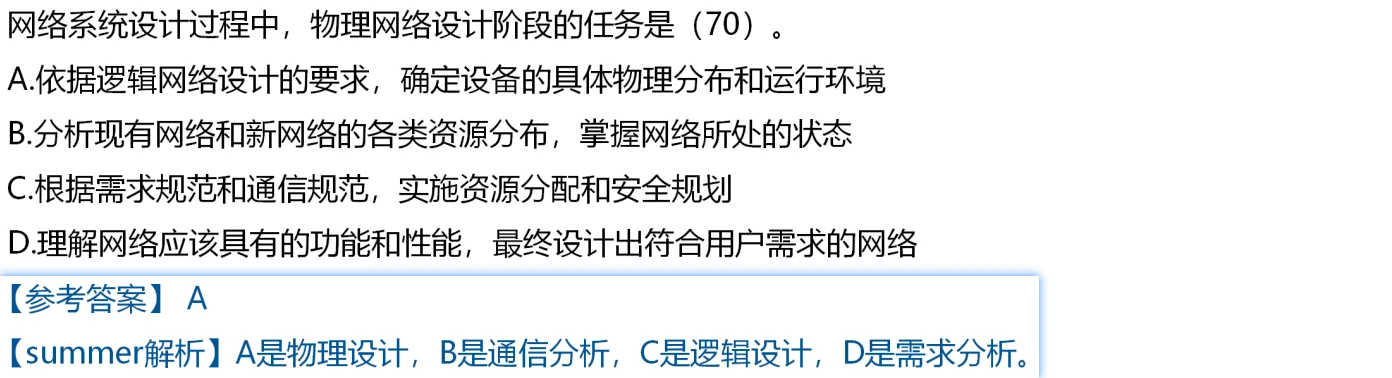 网络系统设计过程中，物理网络设计阶段的任务是（70）。
A.依据逻辑网络设计的要求，确定设备的具体物理分布和运行环境
B.分析现有网络和新网络的各类资源分布，掌握网络所处的状态
C.根据需求规范和通信规范，实施资源分配和安全规划
D.理解网络应该具有的功能和性能，最终设计出符合用户需求的网络
【参考答案】 A
【summer解析】A是物理设计，B是通信分析，C是逻辑设计，D是需求分析。